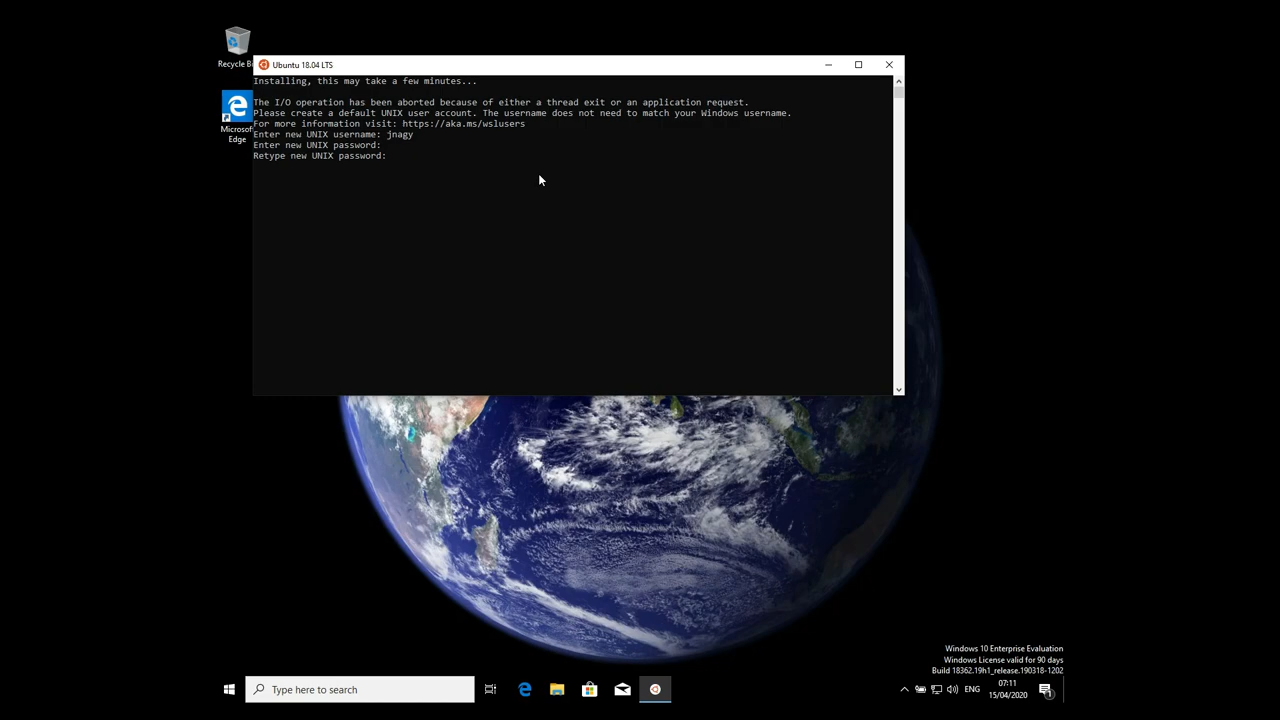 Recycle B
Microsof
Edge
Ubuntu 18.04 LTS
Installing, this may take a few minutes...
The I/O operation has been aborted because of either a thread exit or an application request.
Please create a default UNIX user account. The username does not need to match your Windows username.
For more information visit: https://aka.ms/wslusers
Enter new UNIX username: jnagy
Enter new UNIX password:
Retype new UNIX password:
Windows 10 Enterprise Evaluation
Windows License valid for 90 days
Build 18362.19h1_release.190318-1202
Type here to search
ENG
07:11
15/04/2020
1